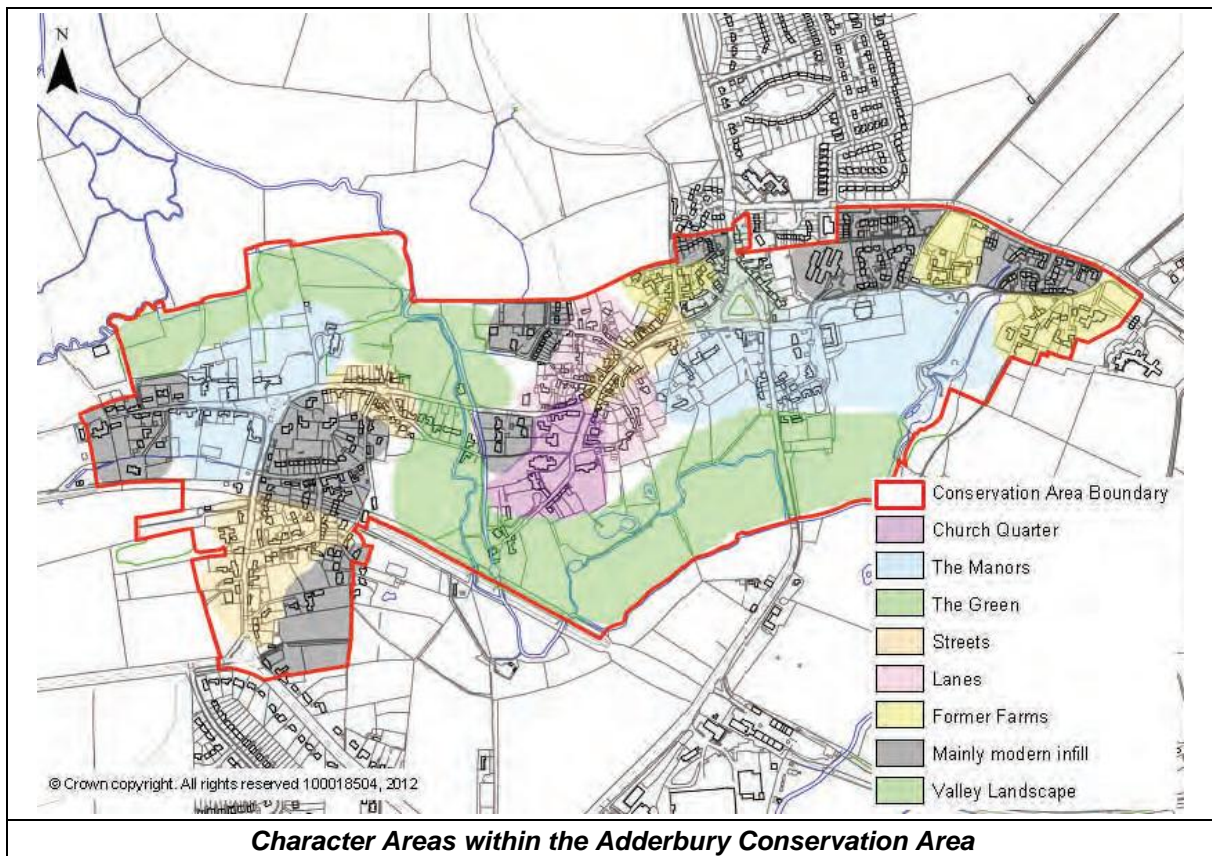 N
Conservation Area Boundary
Church Quarter
The Manors
The Green
Streets
Lanes
Former Farms
Mainly modern infill
Valley Landscape
© Crown copyright. All rights reserved 100018504, 2012
Character Areas within the Adderbury Conservation Area